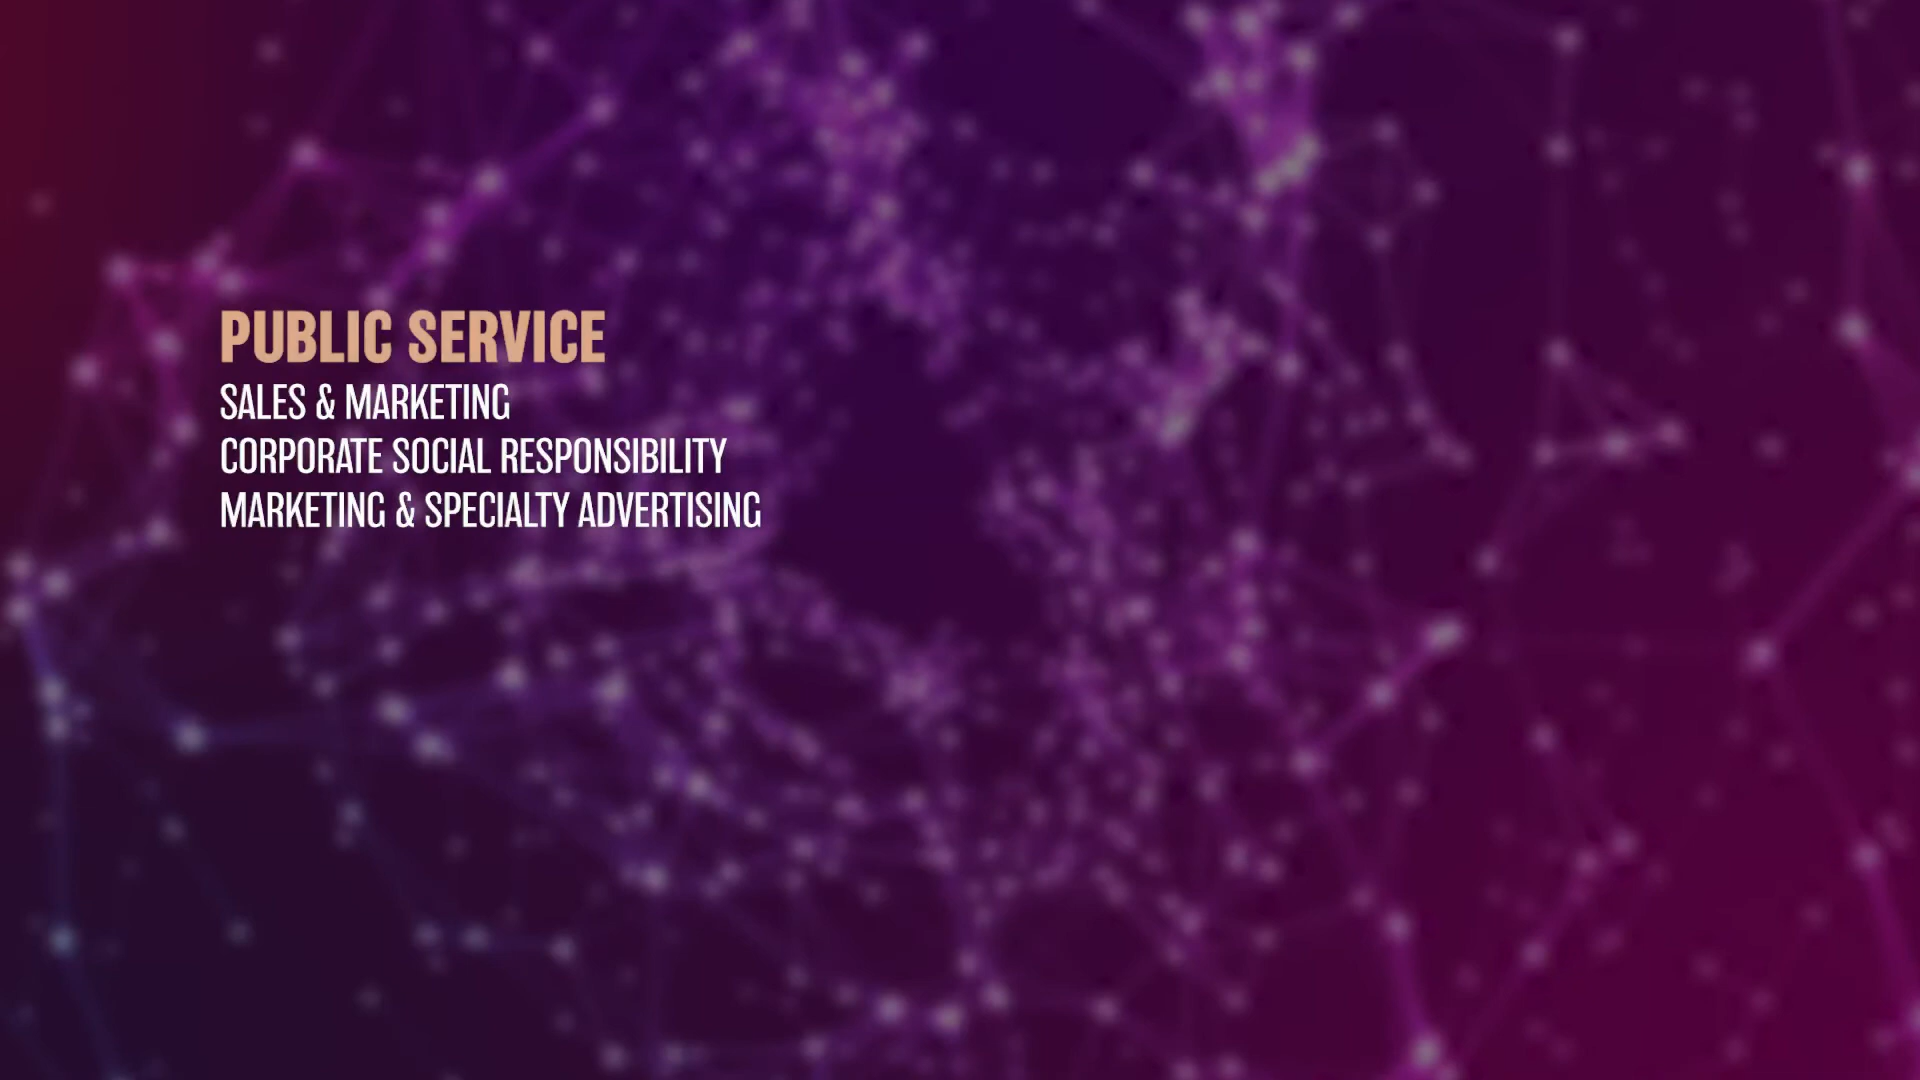 PUBLIC SERVICE
SALES & MARKETING
CORPORATE SOCIAL RESPONSIBILITY
MARKETING & SPECIALTY ADVERTISING